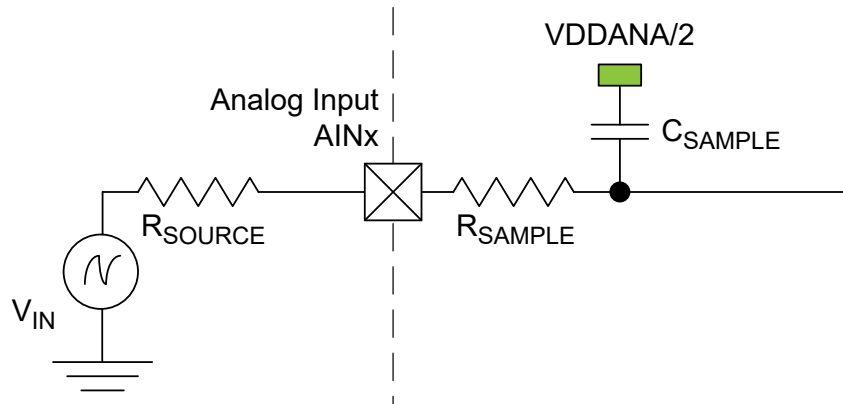 VDDANA/2
Analog Input
AINx
CSAMPLE
RSOURCE
RSAMPLE
VIN